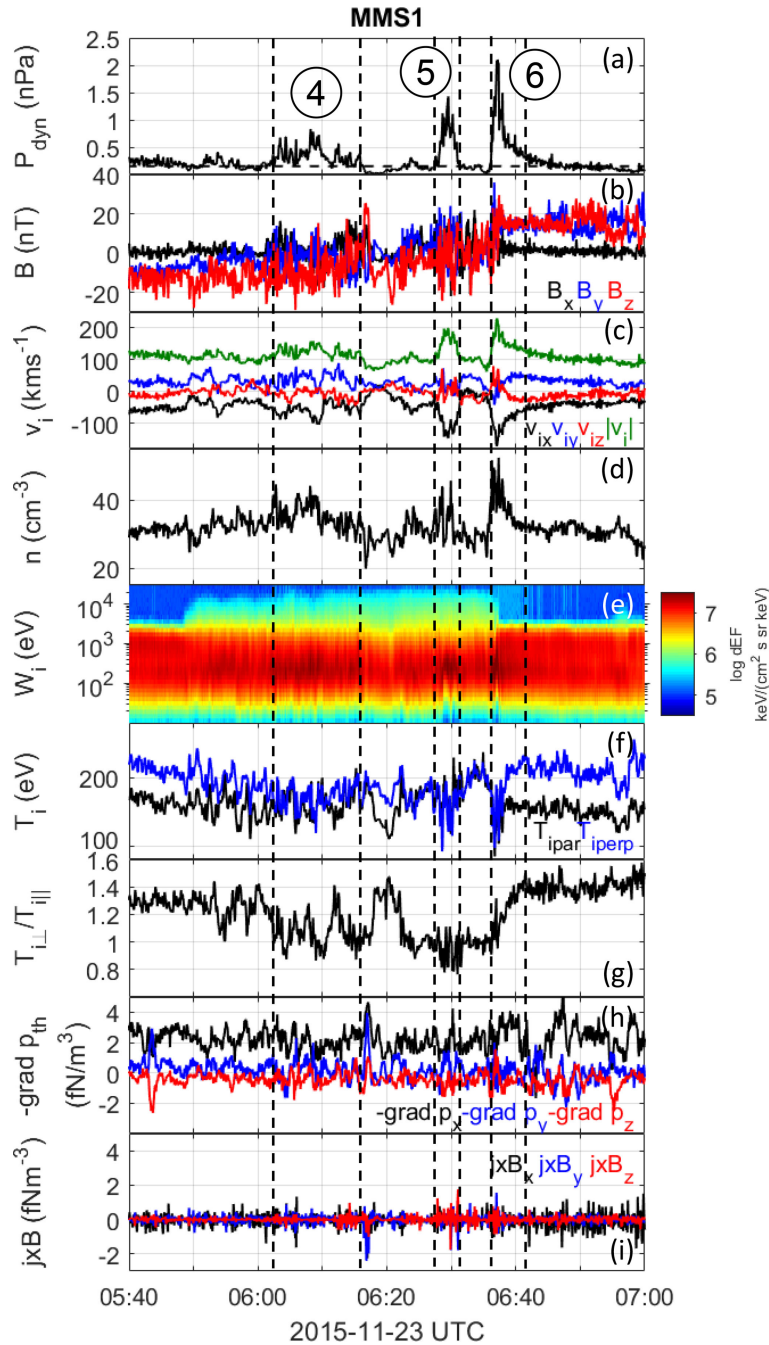 MMS1
2.5
2
1.5
1
0.5
P_dyn (nPa)
4
5
6
(a)
40
20
0
-20
B (nT)
(b)
B_x B_y B_z
200
100
0
-100
v_i (kms^-1)
(c)
v_ix v_iy v_iz |v_i|
40
20
n (cm^-3)
(d)
10^4
10^3
10^2
W_i (eV)
(e)
7
6
5
log dEF
keV/(cm^2 s sr keV)
200
100
T_i (eV)
(f)
T_ipar T_iperp
1.6
1.4
1.2
1
0.8
T_i⊥/T_i||
(g)
4
2
0
-2
-grad p_th
(fN/m^3)
(h)
-grad p_x -grad p_y -grad p_z
4
2
0
-2
jxB (fNm^-3)
jxB_x jxB_y jxB_z
(i)
05:40 06:00 06:20 06:40 07:00
2015-11-23 UTC